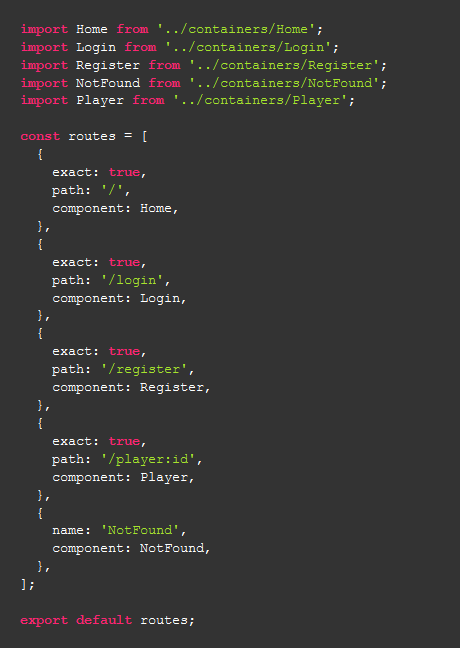 import Home from '../containers/Home';
import Login from '../containers/Login';
import Register from '../containers/Register';
import NotFound from '../containers/NotFound';
import Player from '../containers/Player';

const routes = [
  {
    exact: true,
    path: '/',
    component: Home,
  },
  {
    exact: true,
    path: '/login',
    component: Login,
  },
  {
    exact: true,
    path: '/register',
    component: Register,
  },
  {
    exact: true,
    path: '/player:id',
    component: Player,
  },
  {
    name: 'NotFound',
    component: NotFound,
  },
];

export default routes;